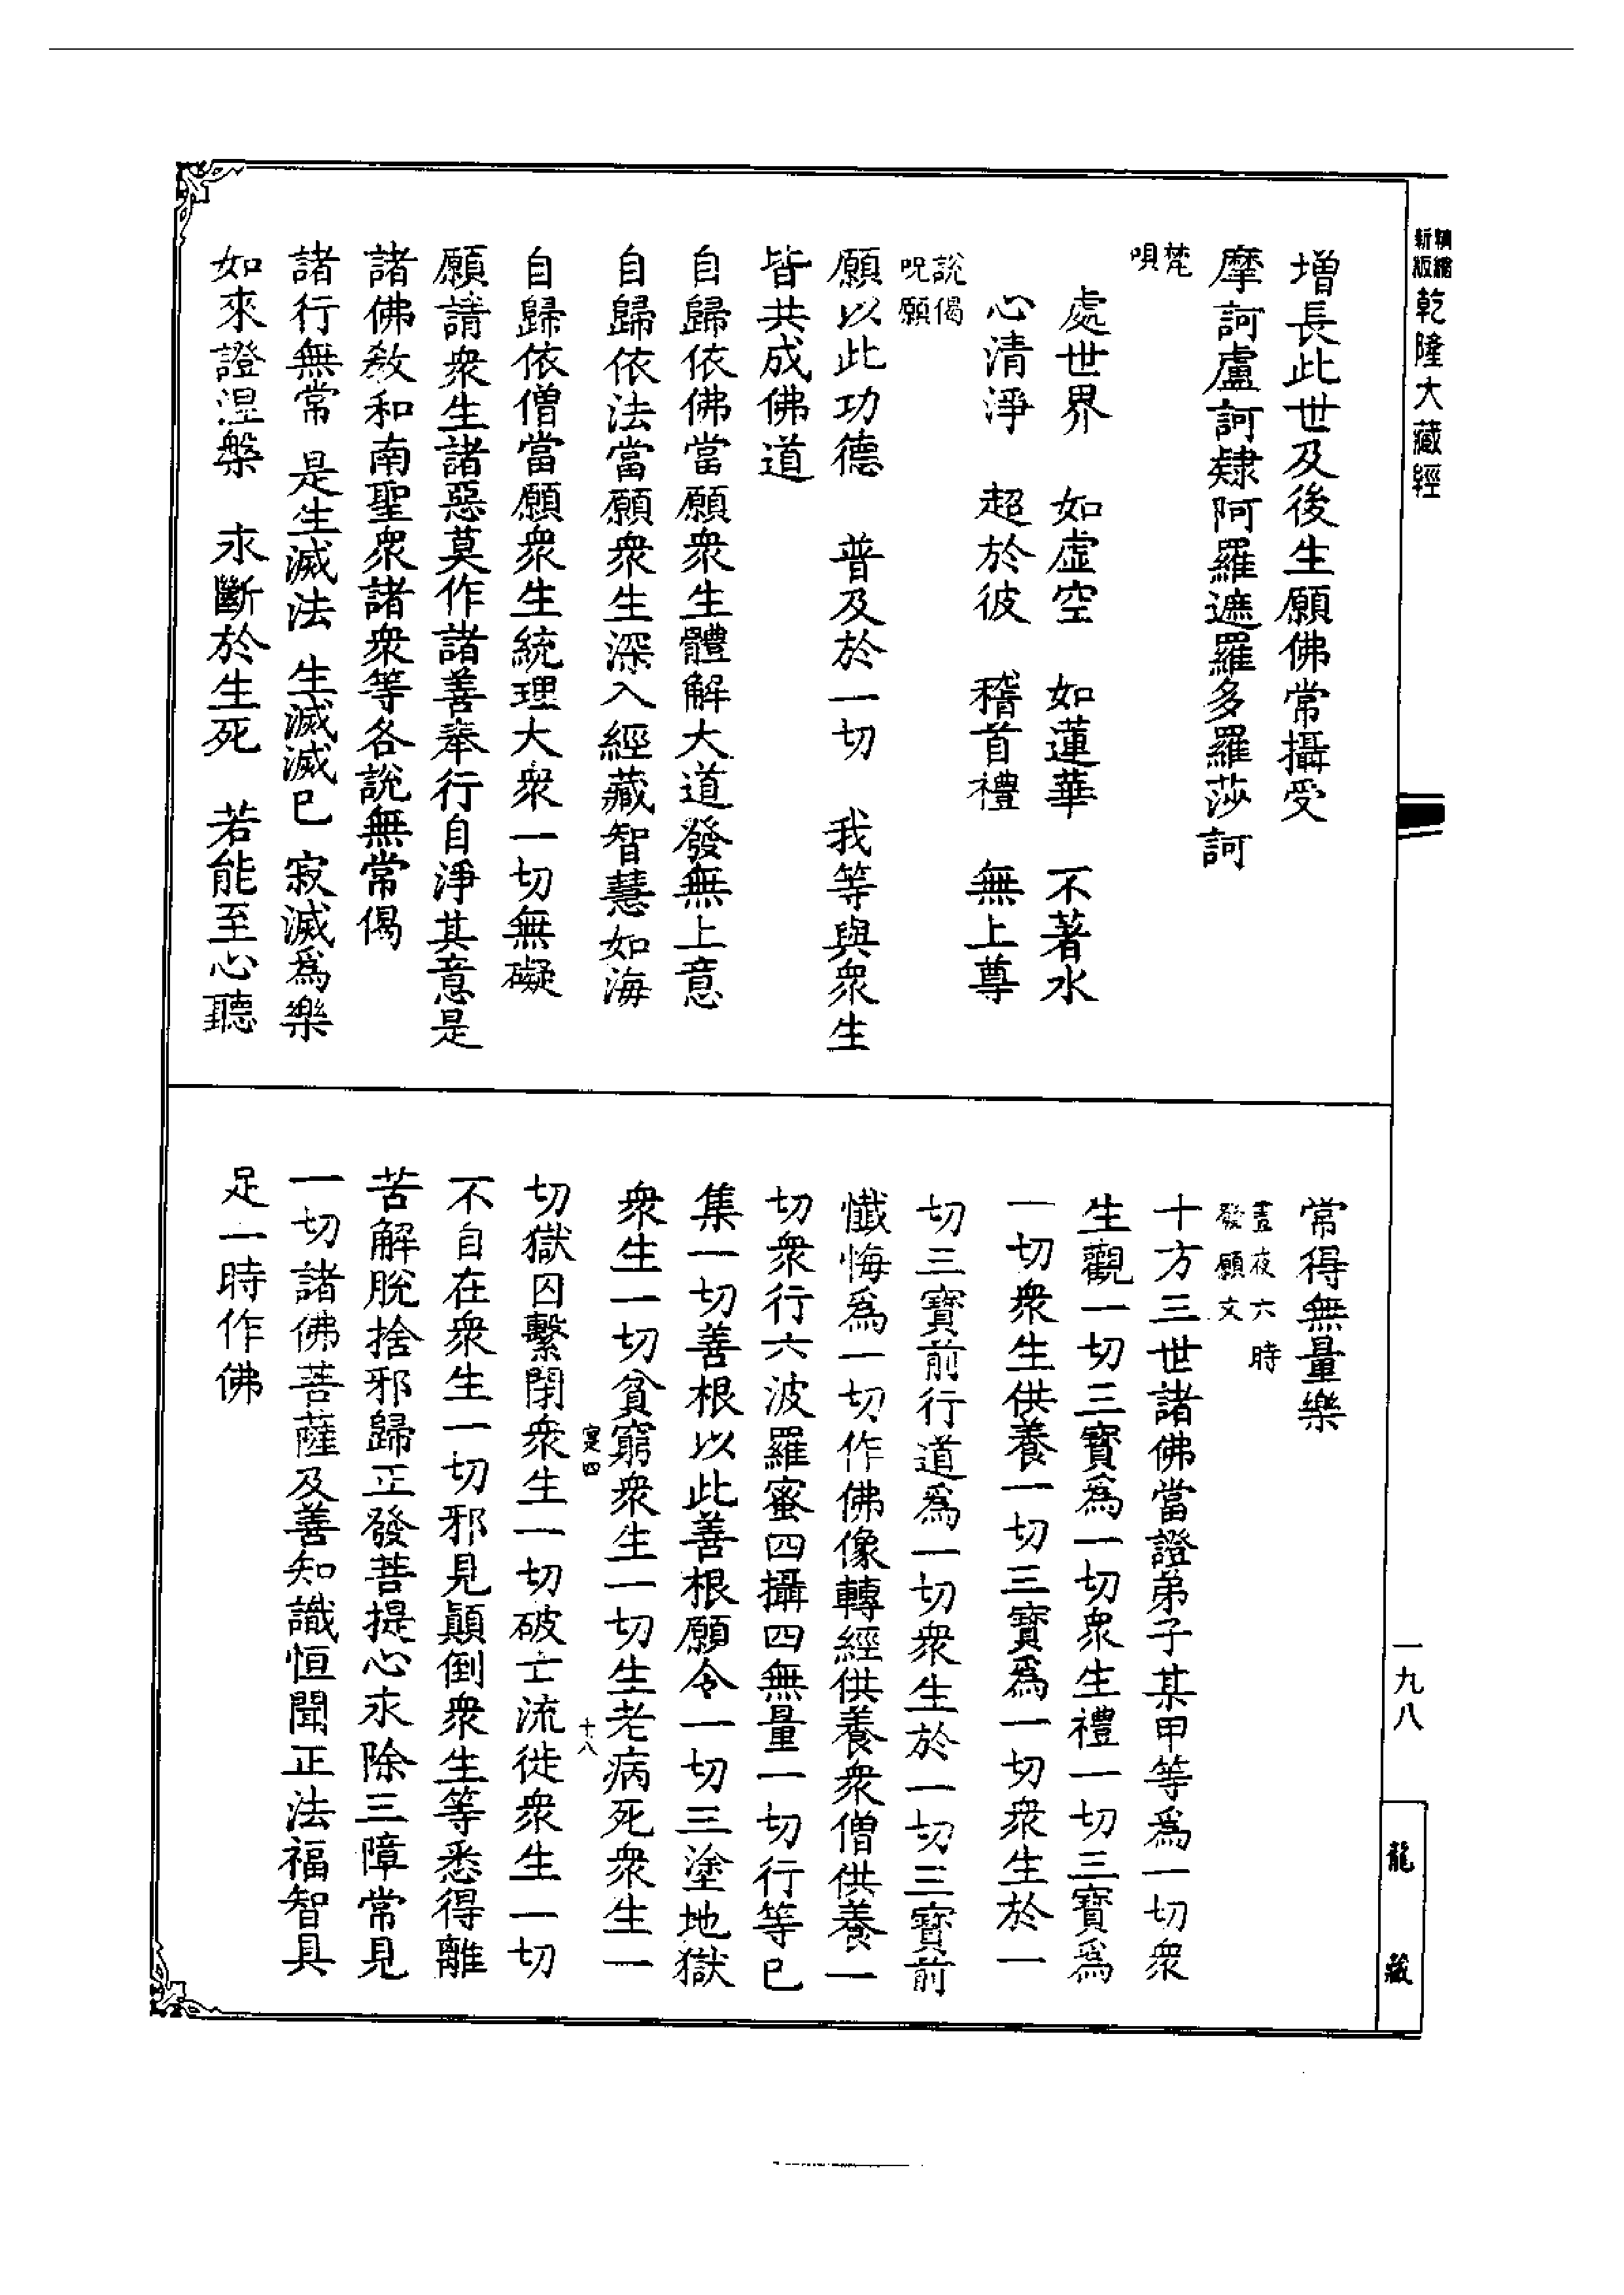 精縮新版乾隆大藏經
增長此世及後生願佛常攝受
摩訶盧訶隸阿羅遮羅多羅莎訶
梵唄
處世界　如虛空　如蓮華　不著水
心清淨　超於彼　稽首禮　無上尊
說偈呪願
願以此功德　普及於一切　我等與衆生
皆共成佛道
自歸依佛當願衆生體解大道發無上意
自歸依法當願衆生深入經藏智慧如海
自歸依僧當願衆生統理大衆一切無礙
願諸衆生諸惡莫作諸善奉行自淨其意是
諸佛教和南聖衆諸衆等各說無常偈
諸行無常　是生滅法　生滅滅已　寂滅爲樂
如來證涅槃　永斷於生死　若能至心聽
常得無量樂
晝夜六時發願文
十方三世諸佛當證弟子某甲等爲一切衆
生觀一切三寶爲一切衆生禮一切三寶爲
一切衆生供養一切三寶爲一切衆生於一
切三寶前行道爲一切衆生於一切三寶前
懺悔爲一切作佛像轉經供養衆僧供養一
切衆行六波羅蜜四攝四無量一切行等已
集一切善根以此善根願令一切三塗地獄
衆生一切貧窮衆生一切生老病死衆生一
切獄囚繫閉衆生一切破亡流徙衆生一切
不自在衆生一切邪見顚倒衆生等悉得離
苦解脫捨邪歸正發菩提心永除三障常見
一切諸佛菩薩及善知識恒聞正法福智具
足一時作佛
四
十八
一九八
龍藏